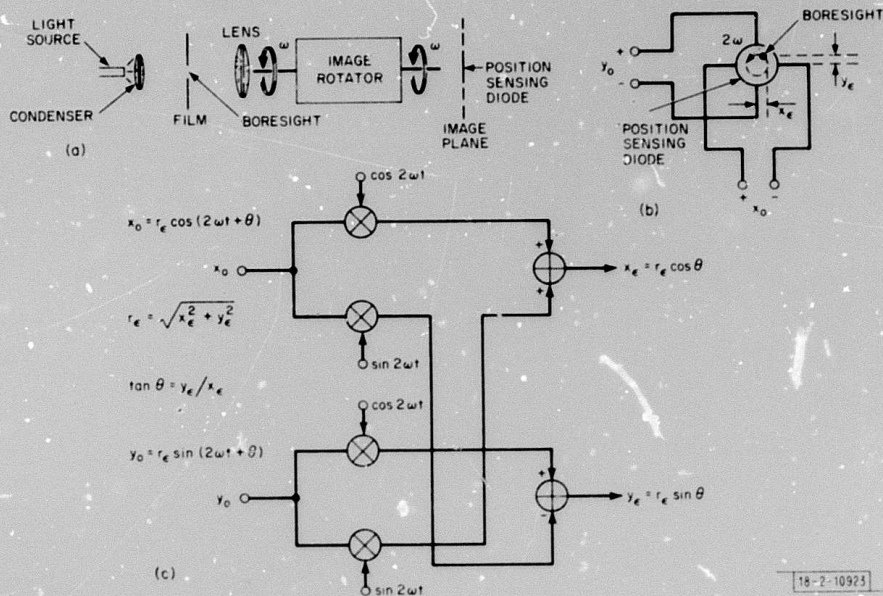 LIGHT
SOURCE
CONDENSER
FILM
BORESIGHT
LENS
ω
IMAGE
ROTATOR
ω
POSITION
SENSING
DIODE
IMAGE
PLANE
(a)
BORESIGHT
2ω
+
y₀
-
y_ϵ
x_ϵ
POSITION
SENSING
DIODE
+ -
x₀
(b)
cos 2ωt
x₀ = r_ϵ cos (2ωt + θ)
x₀
+
+
x_ϵ = r_ϵ cos θ
r_ϵ = √(x_ϵ² + y_ϵ²)
sin 2ωt
tan θ = y_ϵ/x_ϵ
cos 2ωt
y₀ = r_ϵ sin (2ωt + θ)
y₀
+
-
y_ϵ = r_ϵ sin θ
sin 2ωt
(c)
18-2-10923